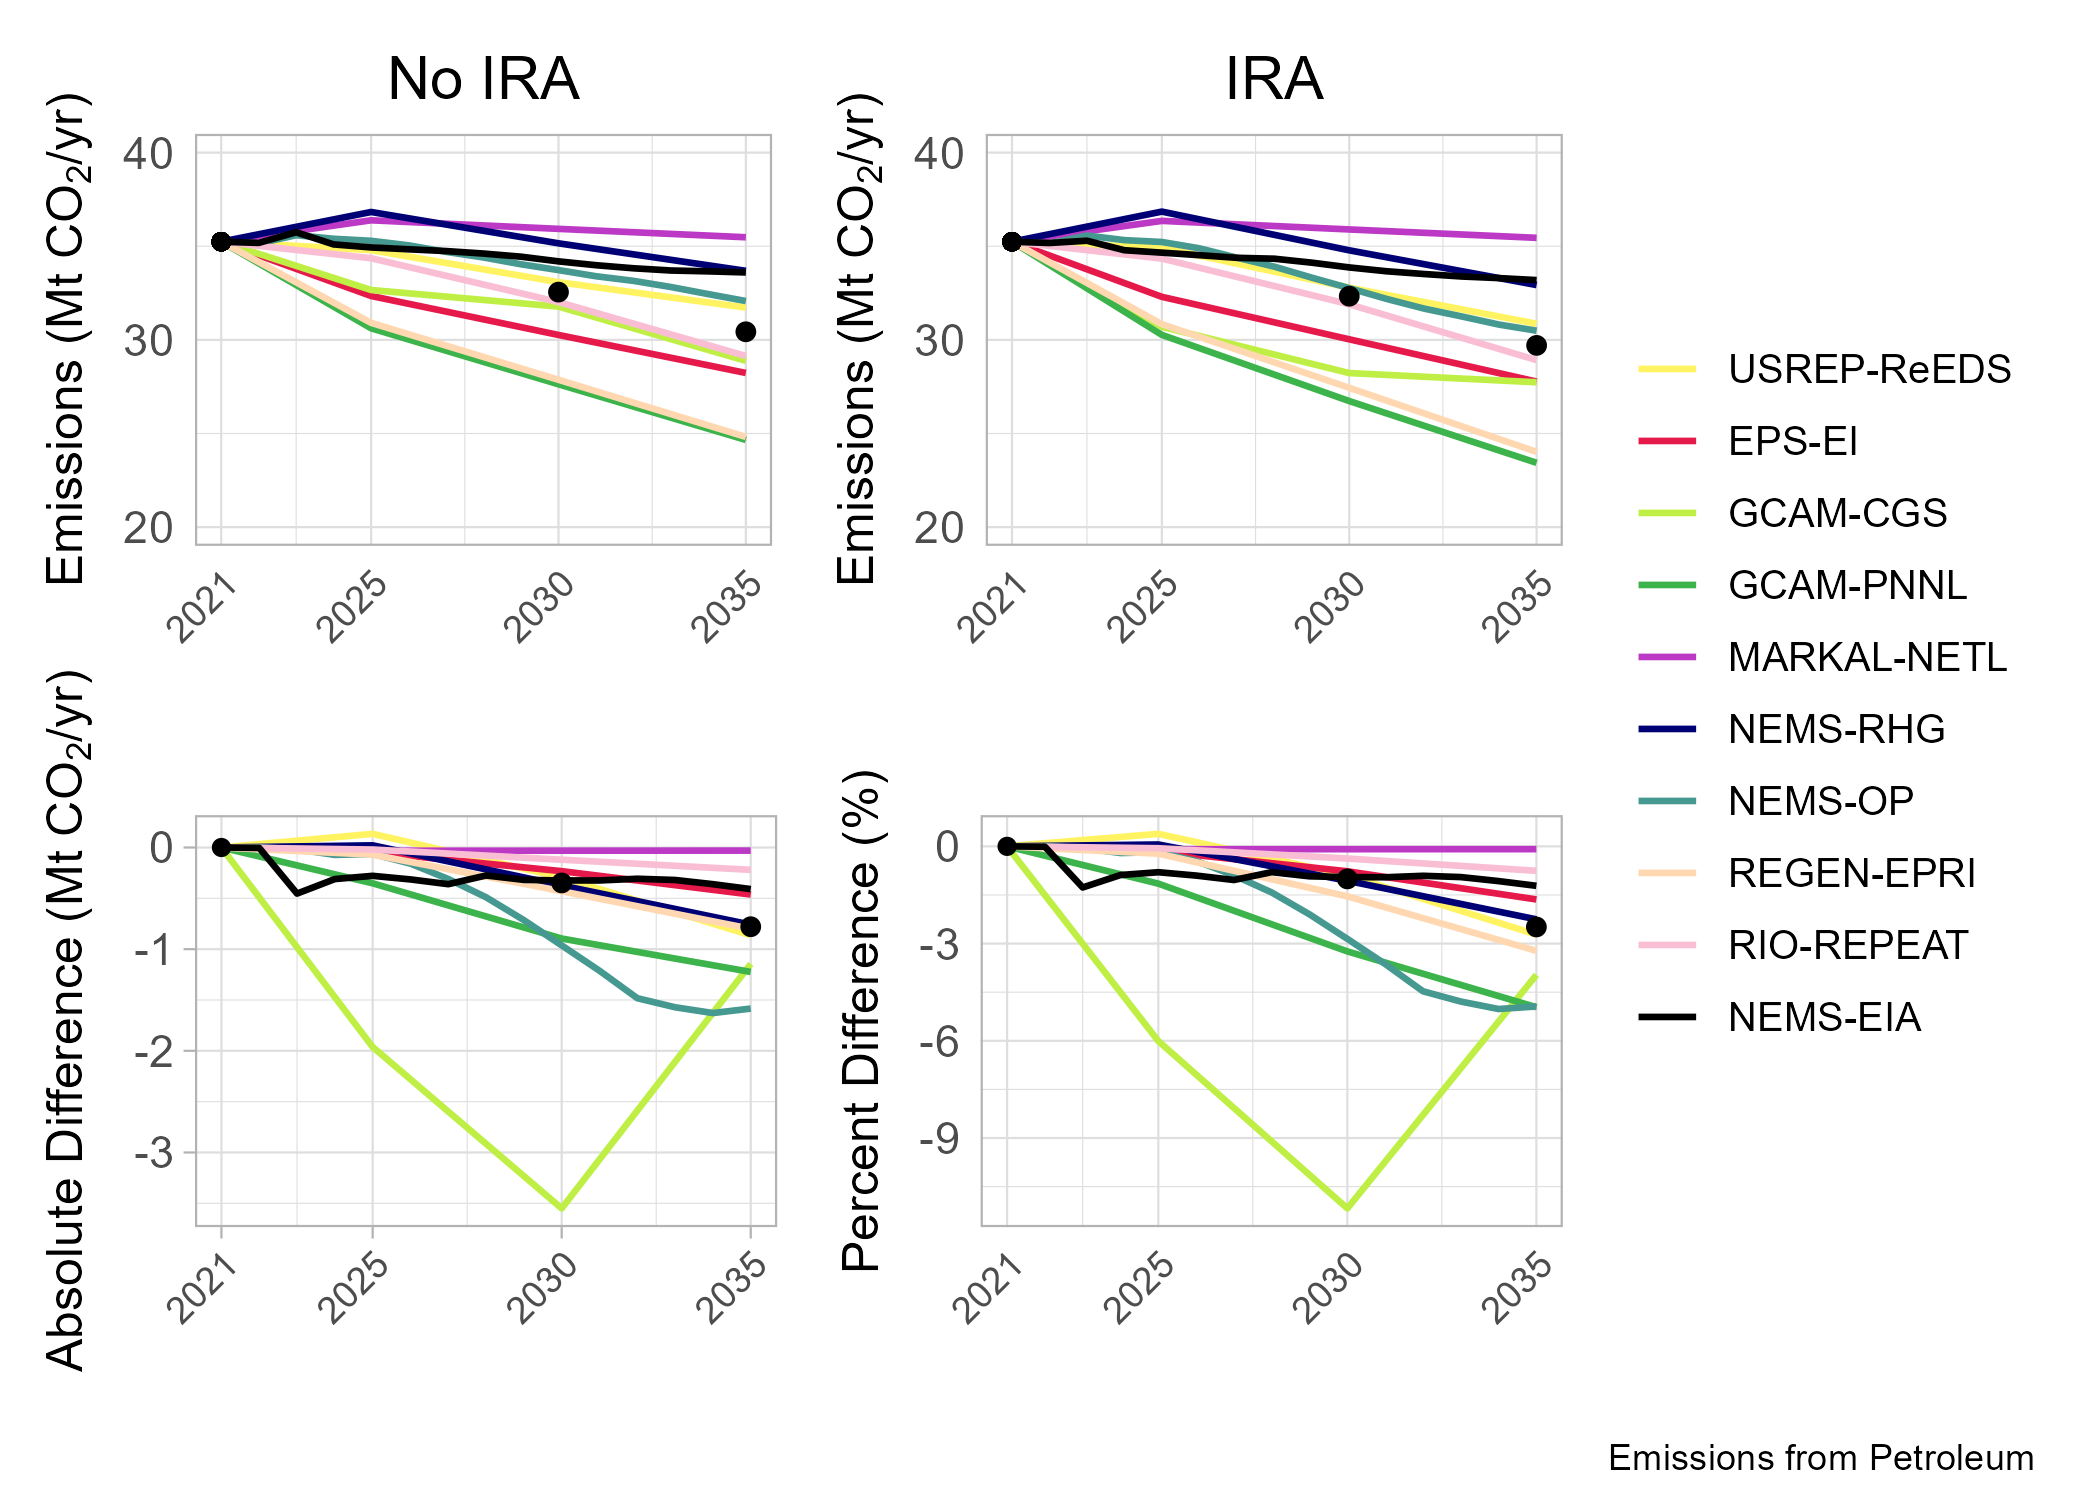 No IRA
IRA
Emissions (Mt CO₂/yr)
40
30
20
2021
2025
2030
2035
Emissions (Mt CO₂/yr)
40
30
20
2021
2025
2030
2035
Absolute Difference (Mt CO₂/yr)
0
-1
-2
-3
2021
2025
2030
2035
Percent Difference (%)
0
-3
-6
-9
2021
2025
2030
2035
USREP-ReEDS
EPS-EI
GCAM-CGS
GCAM-PNNL
MARKAL-NETL
NEMS-RHG
NEMS-OP
REGEN-EPRI
RIO-REPEAT
NEMS-EIA
Emissions from Petroleum